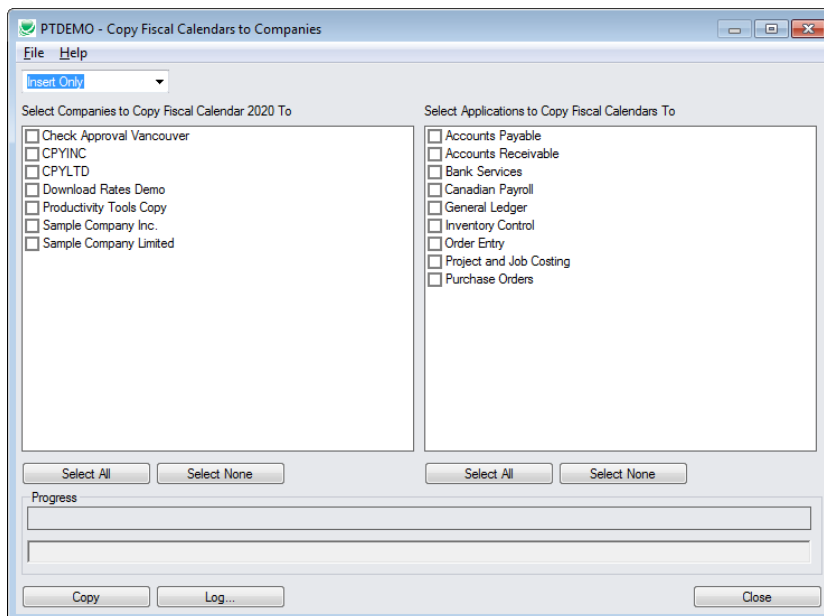 PTDEMO - Copy Fiscal Calendars to Companies
File Help
Insert Only
Select Companies to Copy Fiscal Calendar 2020 To
Check Approval Vancouver
CPYINC
CPYLTD
Download Rates Demo
Productivity Tools Copy
Sample Company Inc.
Sample Company Limited
Select All Select None
Select Applications to Copy Fiscal Calendars To
Accounts Payable
Accounts Receivable
Bank Services
Canadian Payroll
General Ledger
Inventory Control
Order Entry
Project and Job Costing
Purchase Orders
Select All Select None
Progress
Copy Log... Close